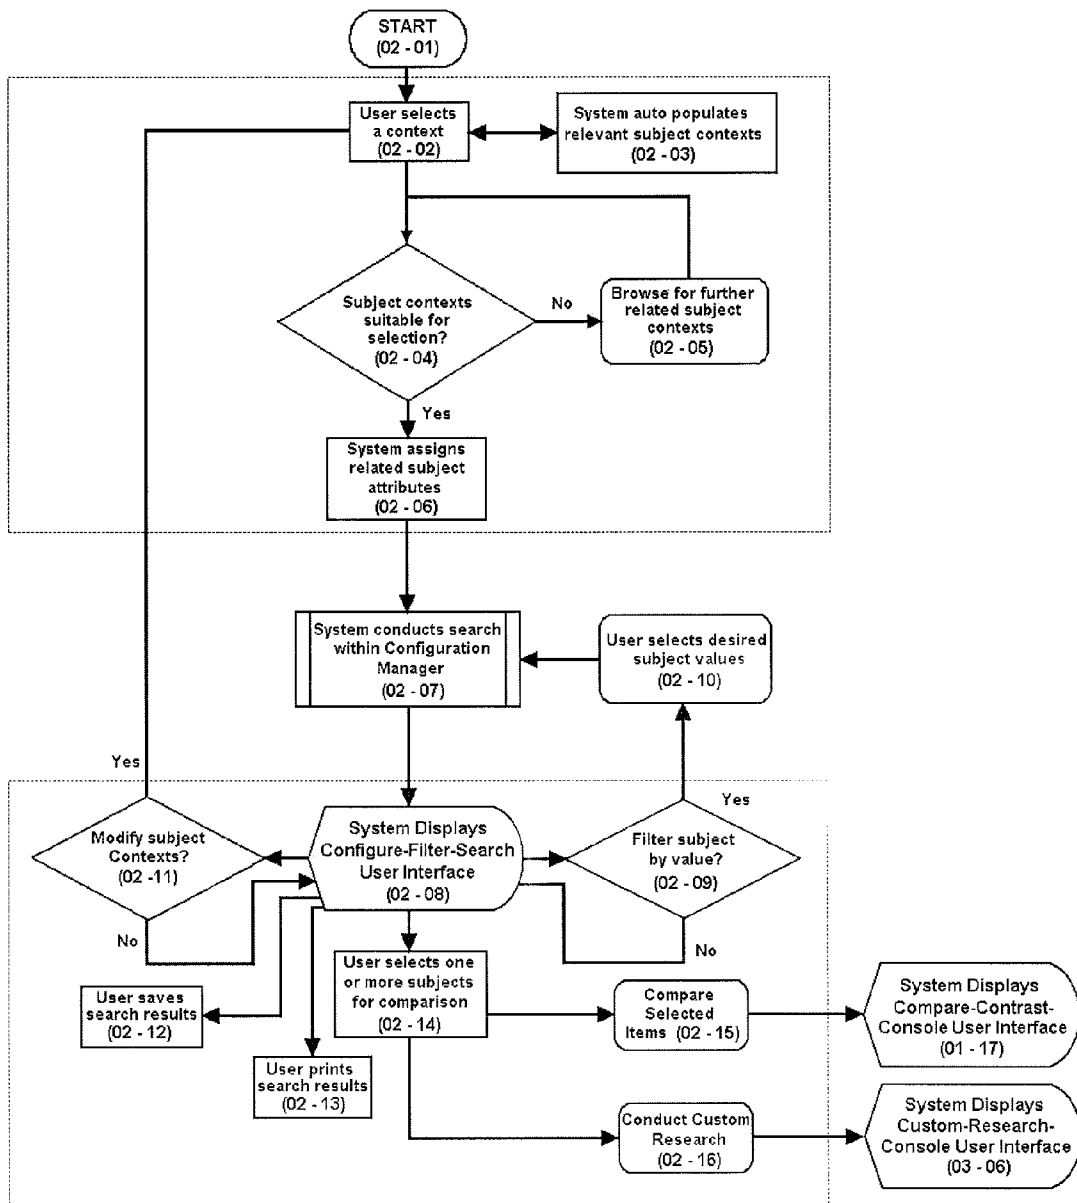 START
(02 - 01)
User selects
a context
(02 - 02)
System auto populates
relevant subject contexts
(02 - 03)
Subject contexts
suitable for
selection?
(02 - 04)
No
Browse for further
related subject
contexts
(02 - 05)
Yes
System assigns
related subject
attributes
(02 - 06)
System conducts search
within Configuration
Manager
(02 - 07)
User selects desired
subject values
(02 - 10)
Yes
Yes
Modify subject
Contexts?
(02 -11)
System Displays
Configure-Filter-Search
User Interface
(02 - 08)
Filter subject
by value?
(02 - 09)
No
No
User saves
search results
(02 - 12)
User prints
search results
(02 - 13)
User selects one
or more subjects
for comparison
(02 - 14)
Compare
Selected
Items (02 - 15)
System Displays
Compare-Contrast-
Console User Interface
(01 - 17)
Conduct Custom
Research
(02 - 16)
System Displays
Custom-Research-
Console User Interface
(03 - 06)